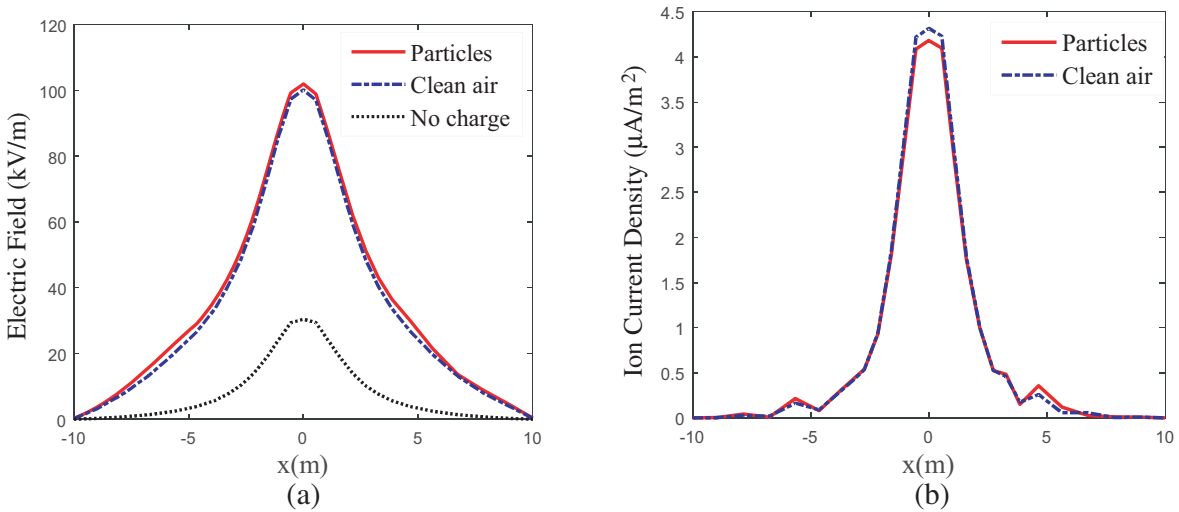 120
100
80
60
40
20
0
-10
-5
0
5
10
Electric Field (kV/m)
x(m)
Particles
Clean air
No charge
(a)
4.5
4
3.5
3
2.5
2
1.5
1
0.5
0
-10
-5
0
5
10
Ion Current Density (μA/m²)
x(m)
Particles
Clean air
(b)